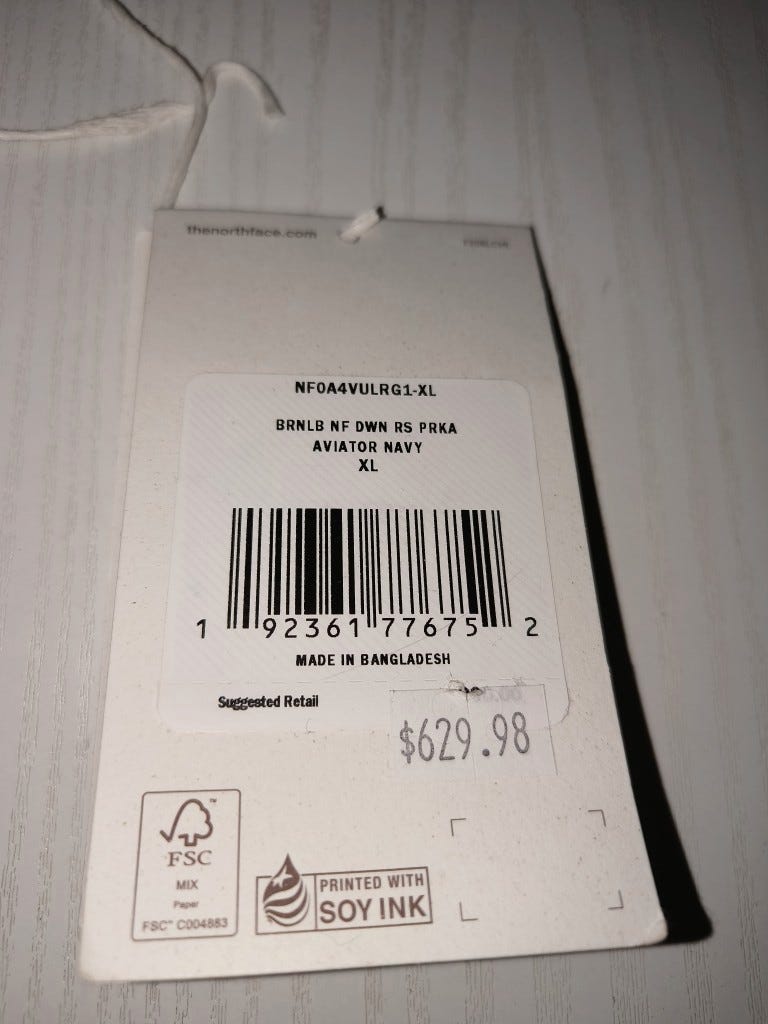 thenorthface.com
NF0A4VULRG1-XL
BRNLB NF DWN RS PRKA
AVIATOR NAVY
XL
1 92361 77675 2
MADE IN BANGLADESH
Suggested Retail
$629.98
FSC
MIX
Paper
FSC™ C004883
PRINTED WITH
SOY INK